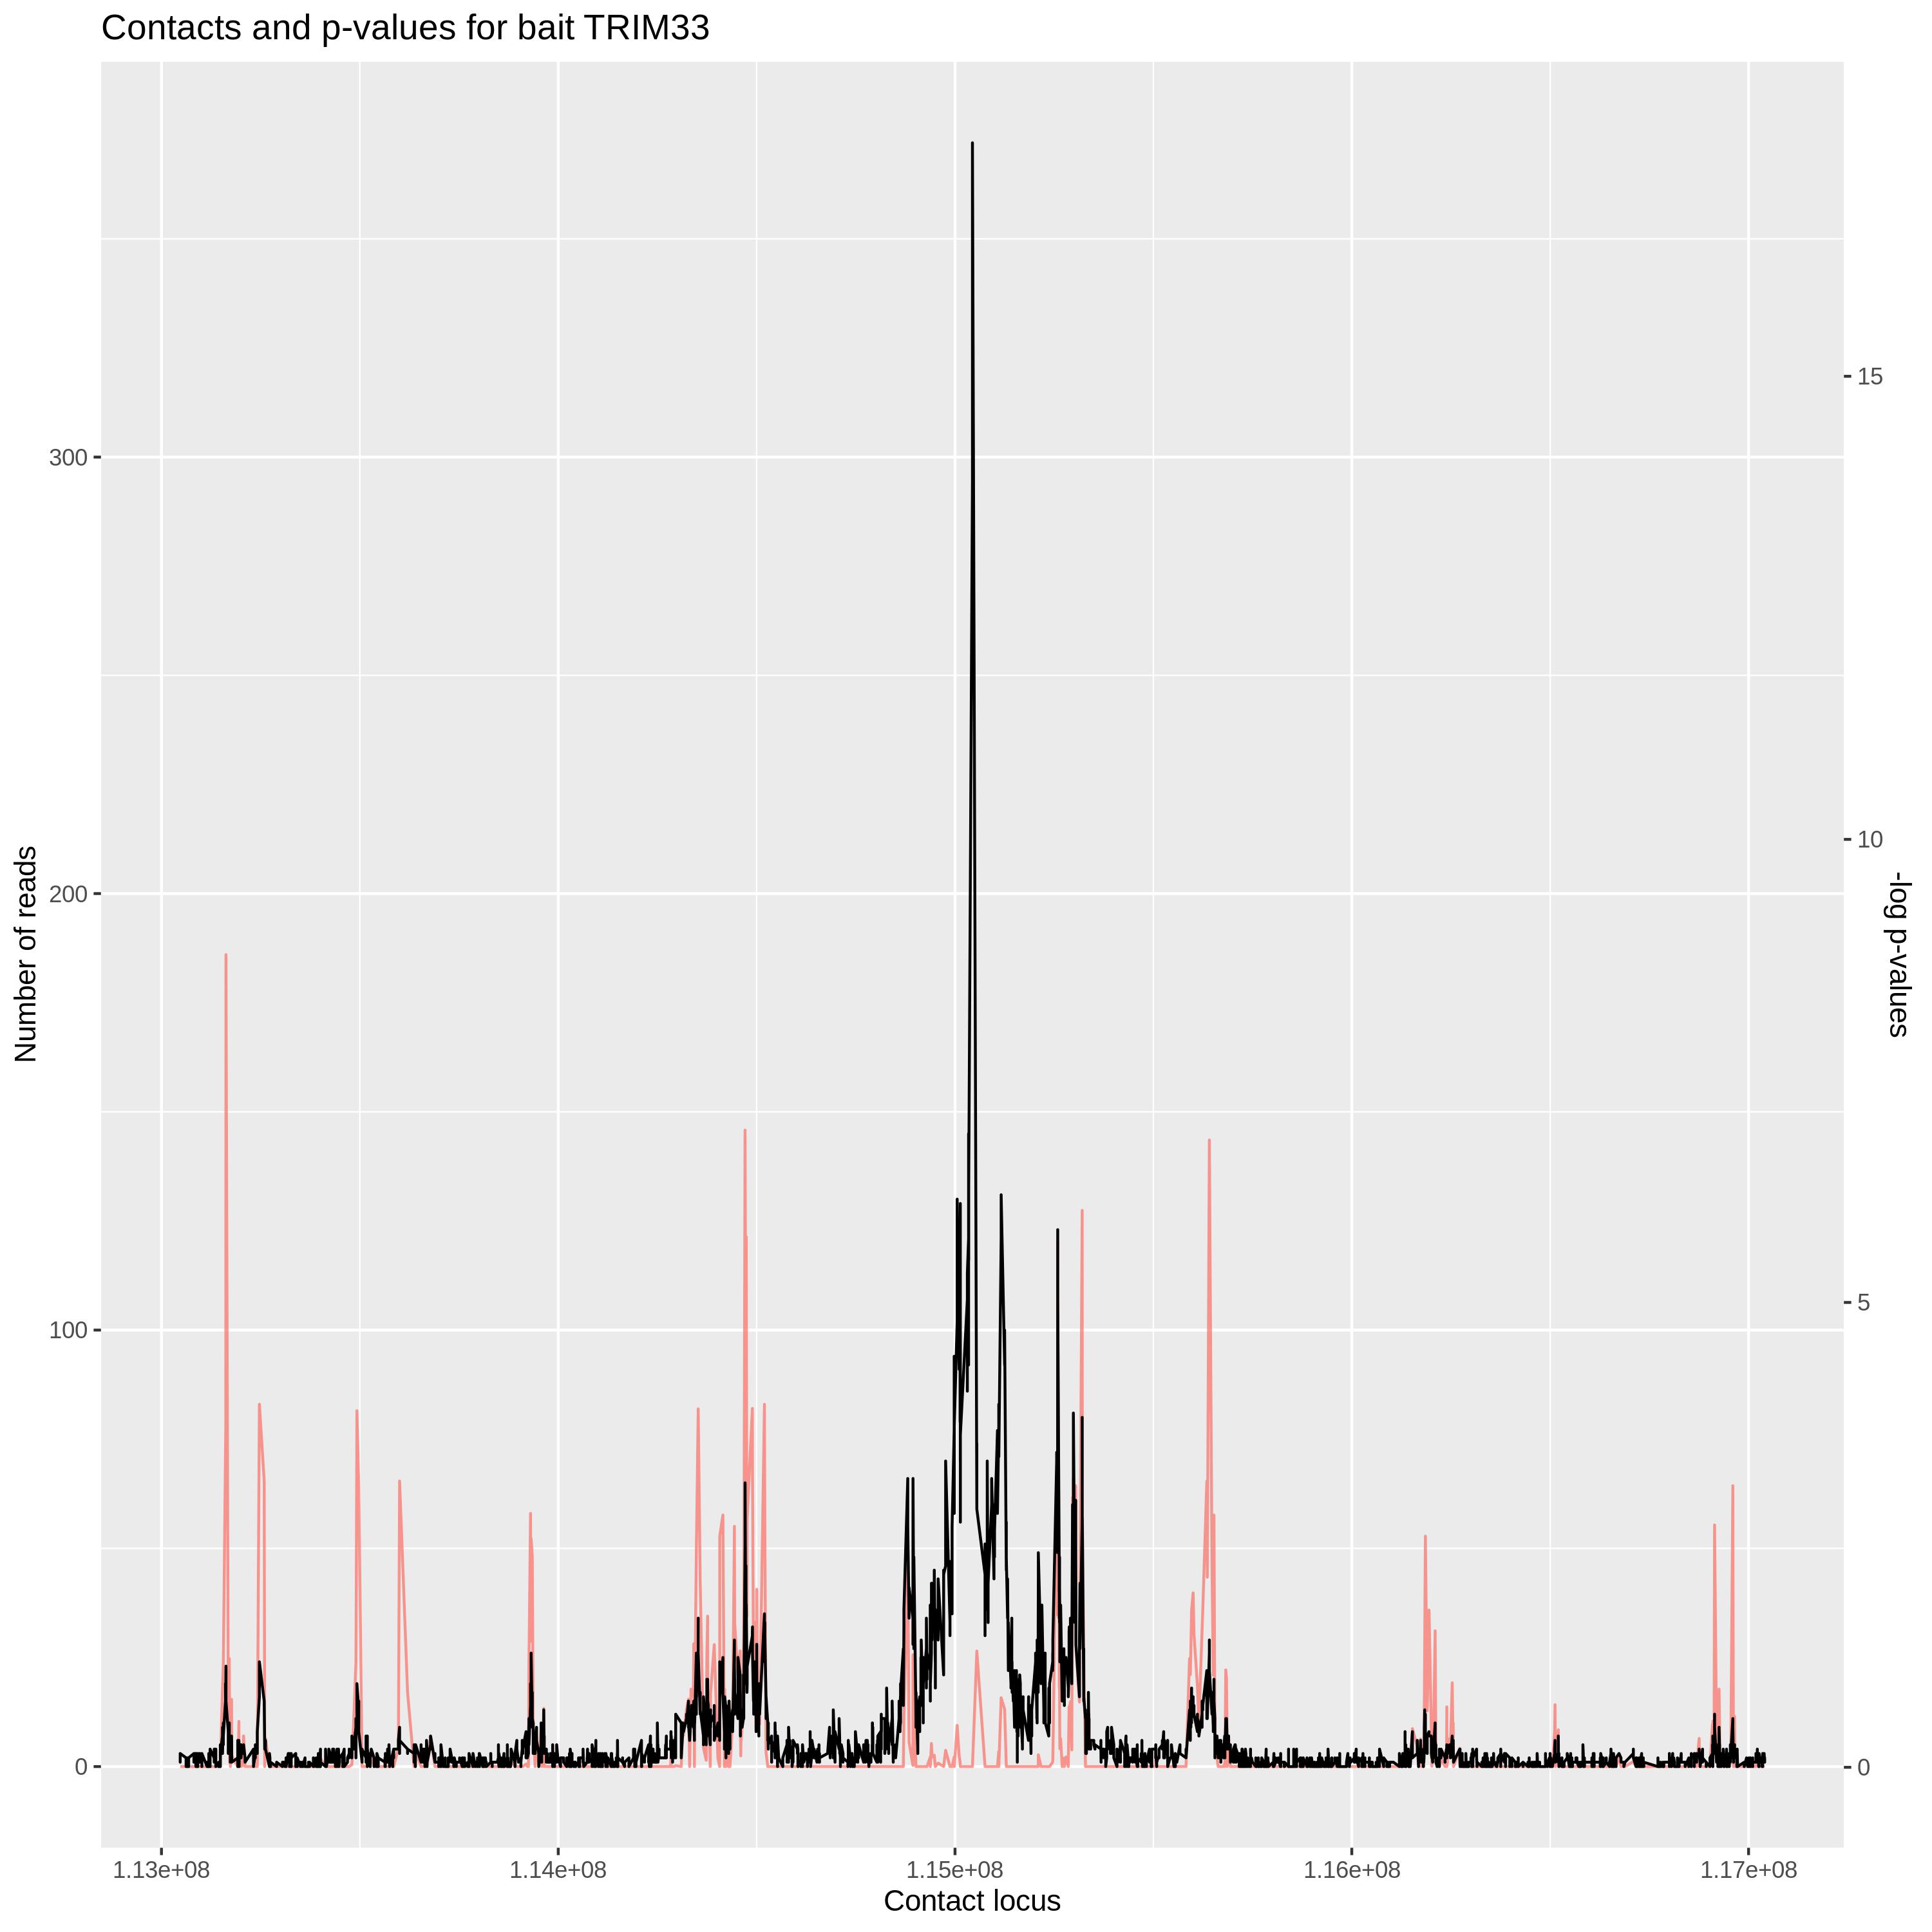 Contacts and p-values for bait TRIM33
Number of reads
300
200
100
0
15
10
5
0
-log p-values
1.13e+08 1.14e+08 1.15e+08 1.16e+08 1.17e+08
Contact locus